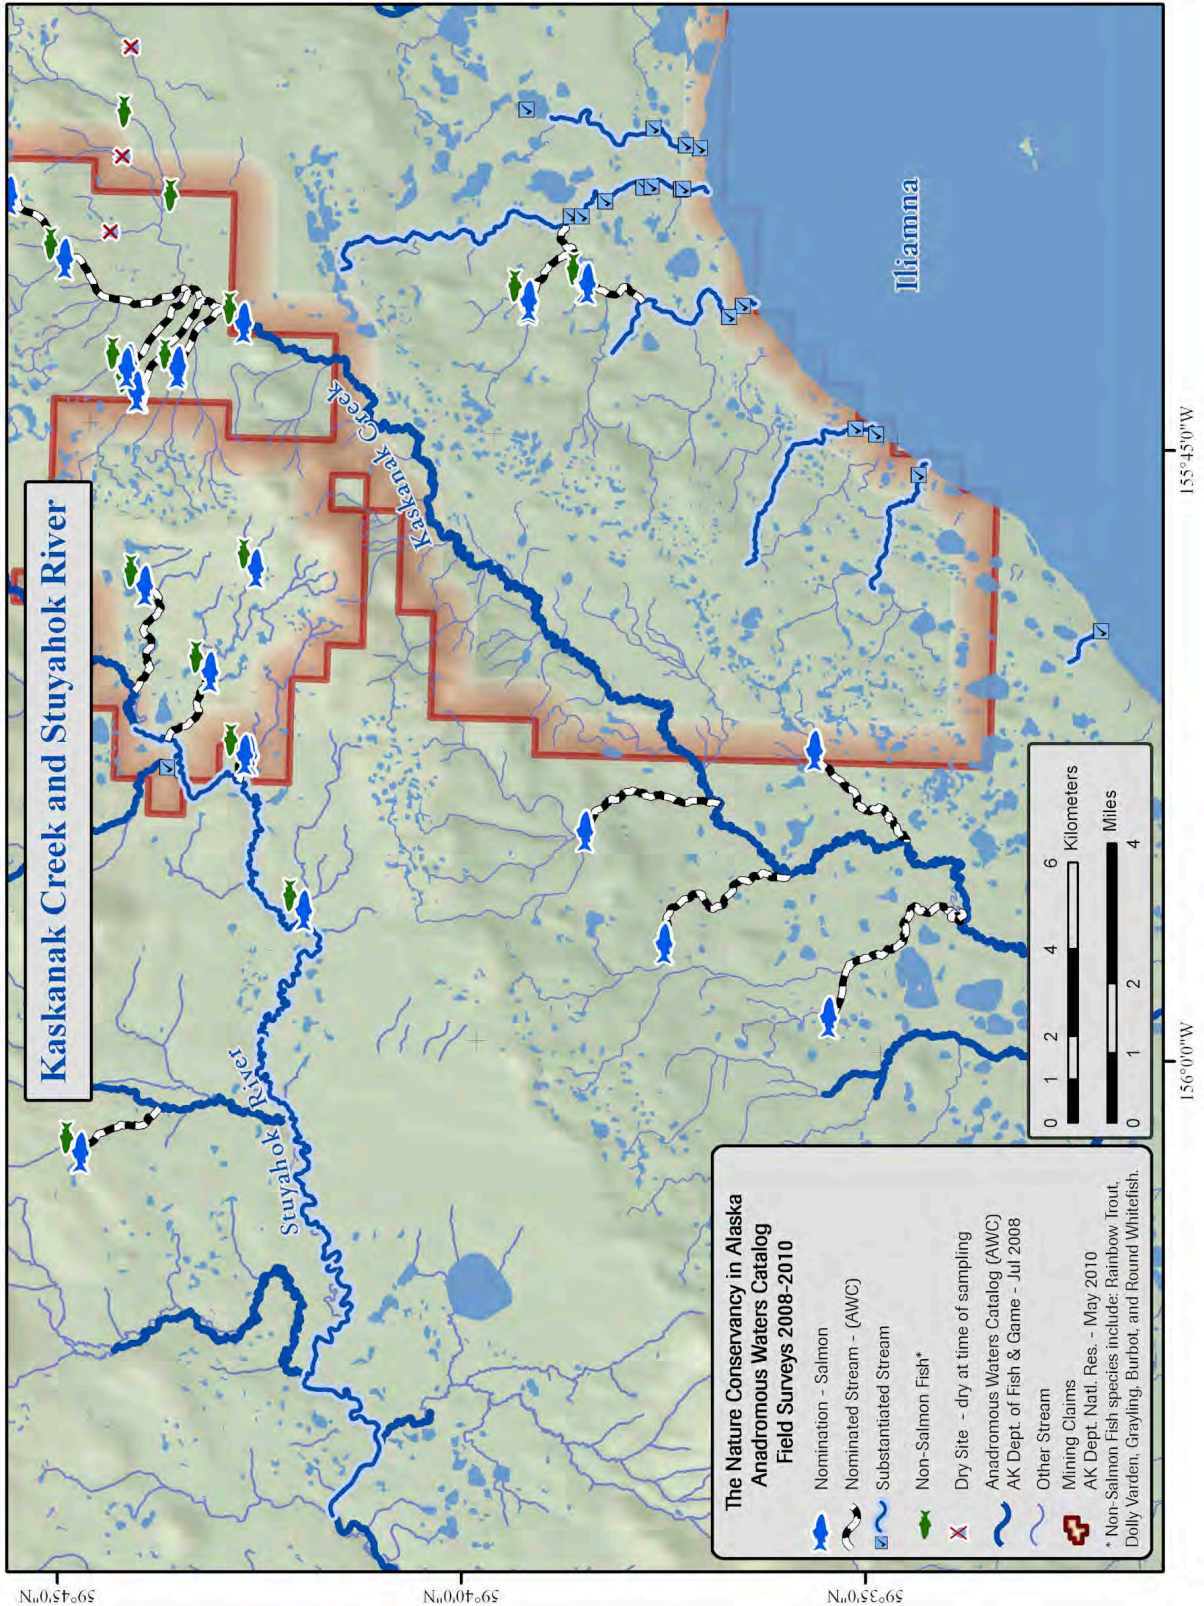 Kaskanak Creek and Stuyahok River
Kaskanak Creek
Stuyahok River
Iliamna
The Nature Conservancy in Alaska
Anadromous Waters Catalog
Field Surveys 2008-2010
Nomination - Salmon
Nominated Stream - (AWC)
Substantiated Stream
Non-Salmon Fish*
Dry Site - dry at time of sampling
Anadromous Waters Catalog (AWC)
AK Dept. of Fish & Game - Jul 2008
Other Stream
Mining Claims
AK Dept. Natl. Res. - May 2010
* Non-Salmon Fish species include: Rainbow Trout,
Dolly Varden, Grayling, Burbot, and Round Whitefish.
0 1 2 4 6 Kilometers
0 1 2 4 Miles
59°45'0"N
59°40'0"N
59°35'0"N
156°0'0"W
155°45'0"W